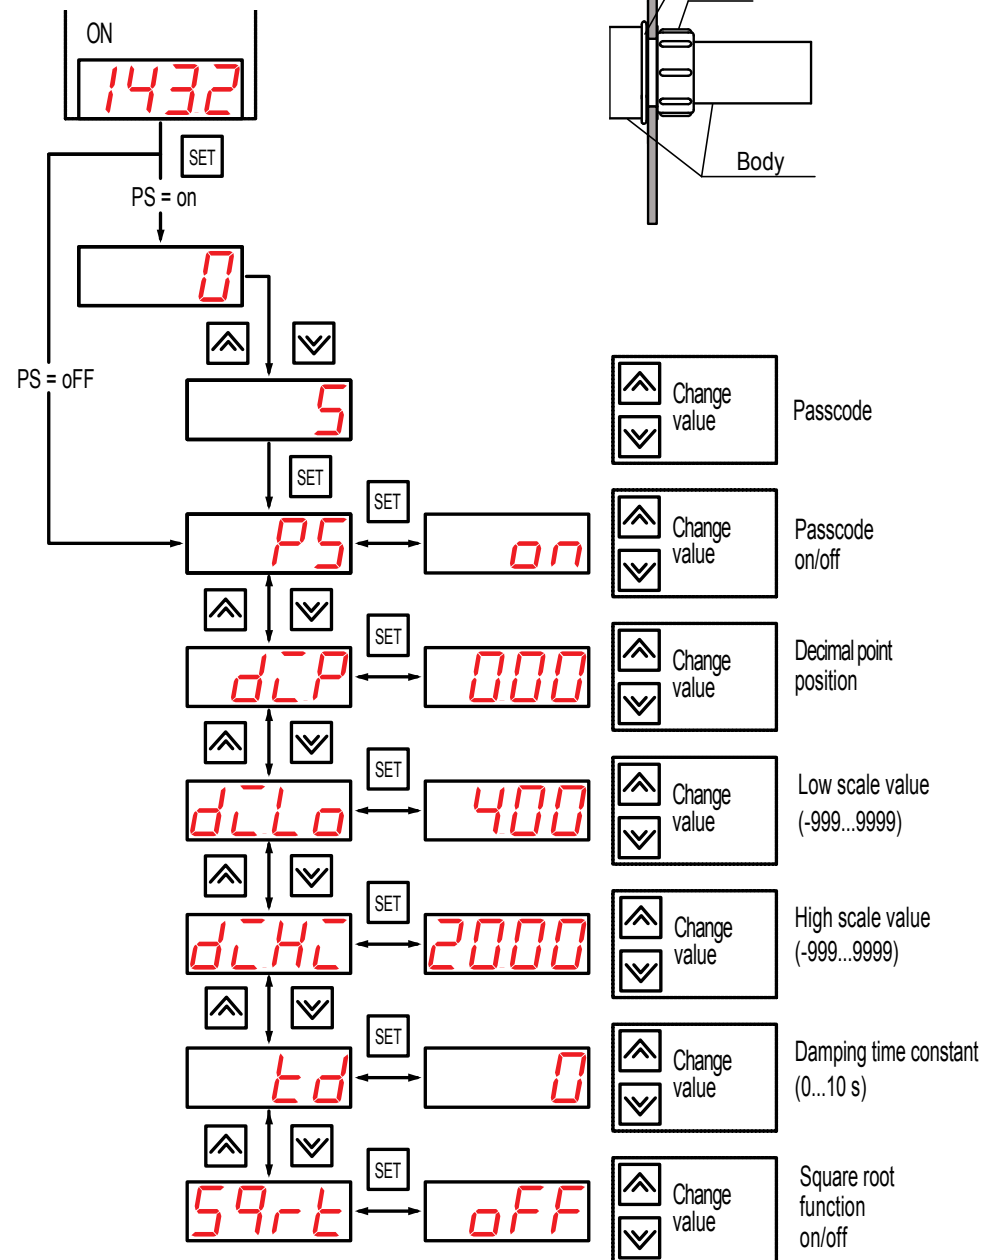 ON
1432
SET
PS = on
0
PS = oFF
5
SET
Body
Change
value
Passcode
PS
SET
on
Change
value
Passcode
on/off
diP
SET
000
Change
value
Decimal point
position
diLo
SET
400
Change
value
Low scale value
(-999...9999)
diHi
SET
2000
Change
value
High scale value
(-999...9999)
td
SET
0
Change
value
Damping time constant
(0...10 s)
Sqrt
SET
oFF
Change
value
Square root
function
on/off